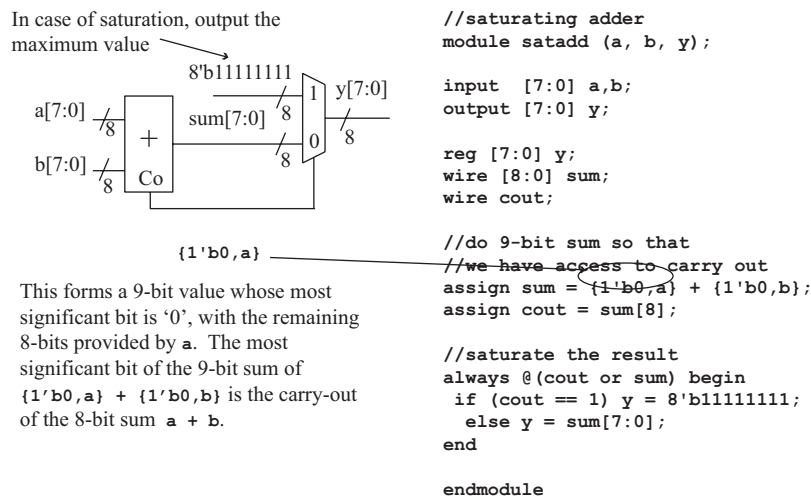 In case of saturation, output the
maximum value
8'b11111111
1
y[7:0]
a[7:0]
8
8
sum[7:0]
+
0
8
b[7:0]
8
8
Co
{1'b0,a}
This forms a 9-bit value whose most
significant bit is ‘0’, with the remaining
8-bits provided by a. The most
significant bit of the 9-bit sum of
{1’b0,a} + {1’b0,b} is the carry-out
of the 8-bit sum a + b.
//saturating adder
module satadd (a, b, y);
input [7:0] a,b;
output [7:0] y;
reg [7:0] y;
wire [8:0] sum;
wire cout;
//do 9-bit sum so that
//we have access to carry out
assign sum = {1'b0,a} + {1'b0,b};
assign cout = sum[8];
//saturate the result
always @(cout or sum) begin
if (cout == 1) y = 8'b11111111;
else y = sum[7:0];
end
endmodule